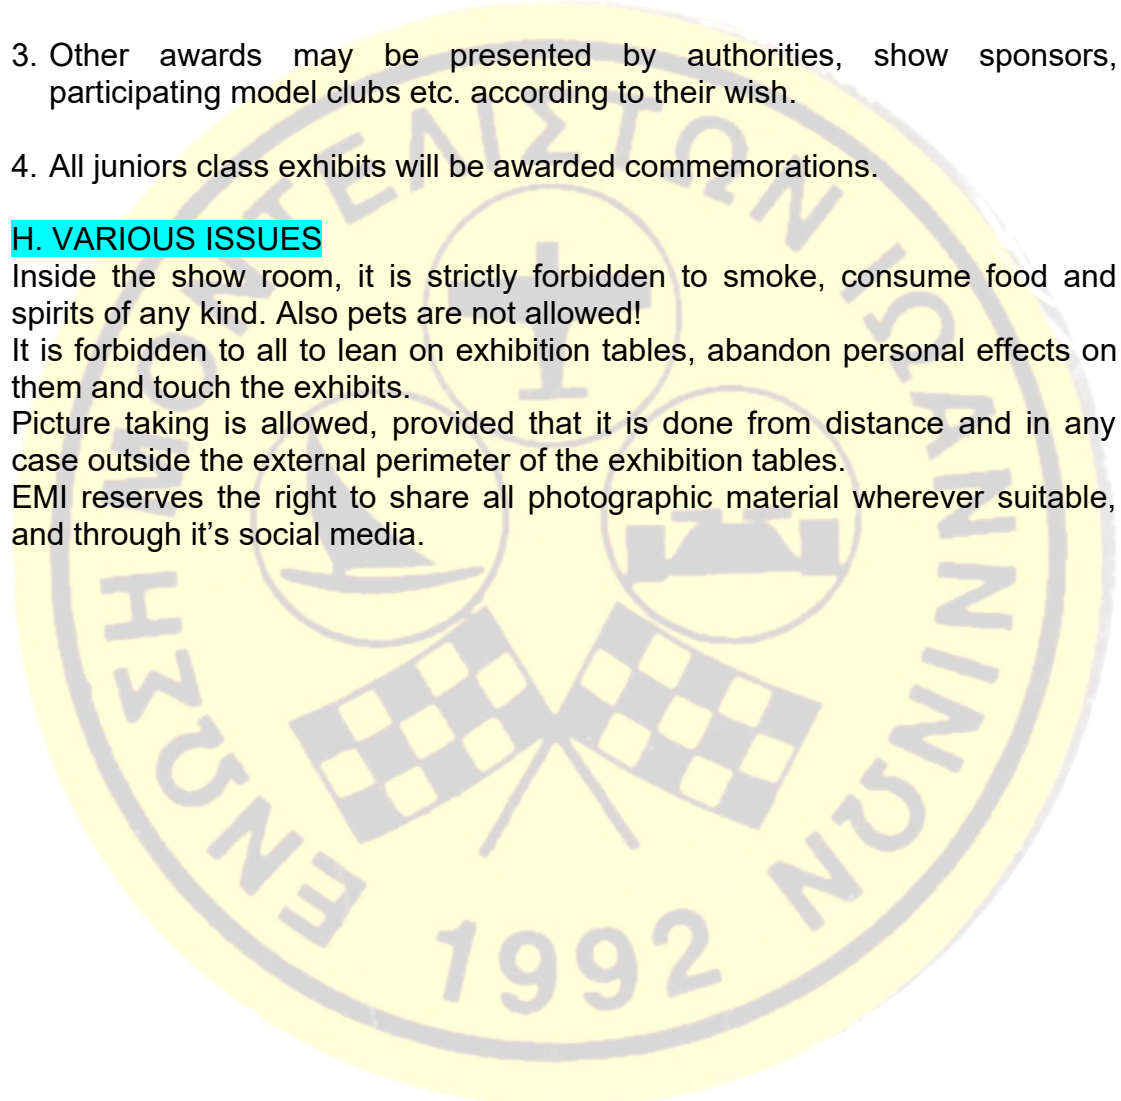 3. Other awards may be presented by authorities, show sponsors,
participating model clubs etc. according to their wish.
4. All juniors class exhibits will be awarded commemorations.
H. VARIOUS ISSUES
Inside the show room, it is strictly forbidden to smoke, consume food and
spirits of any kind. Also pets are not allowed!
It is forbidden to all to lean on exhibition tables, abandon personal effects on
them and touch the exhibits.
Picture taking is allowed, provided that it is done from distance and in any
case outside the external perimeter of the exhibition tables.
EMI reserves the right to share all photographic material wherever suitable,
and through it’s social media.
ΕΝΩΣΗ ΜΟΝΤΕΛΙΣΤΩΝ ΙΩΑΝΝΙΝΩΝ
1992